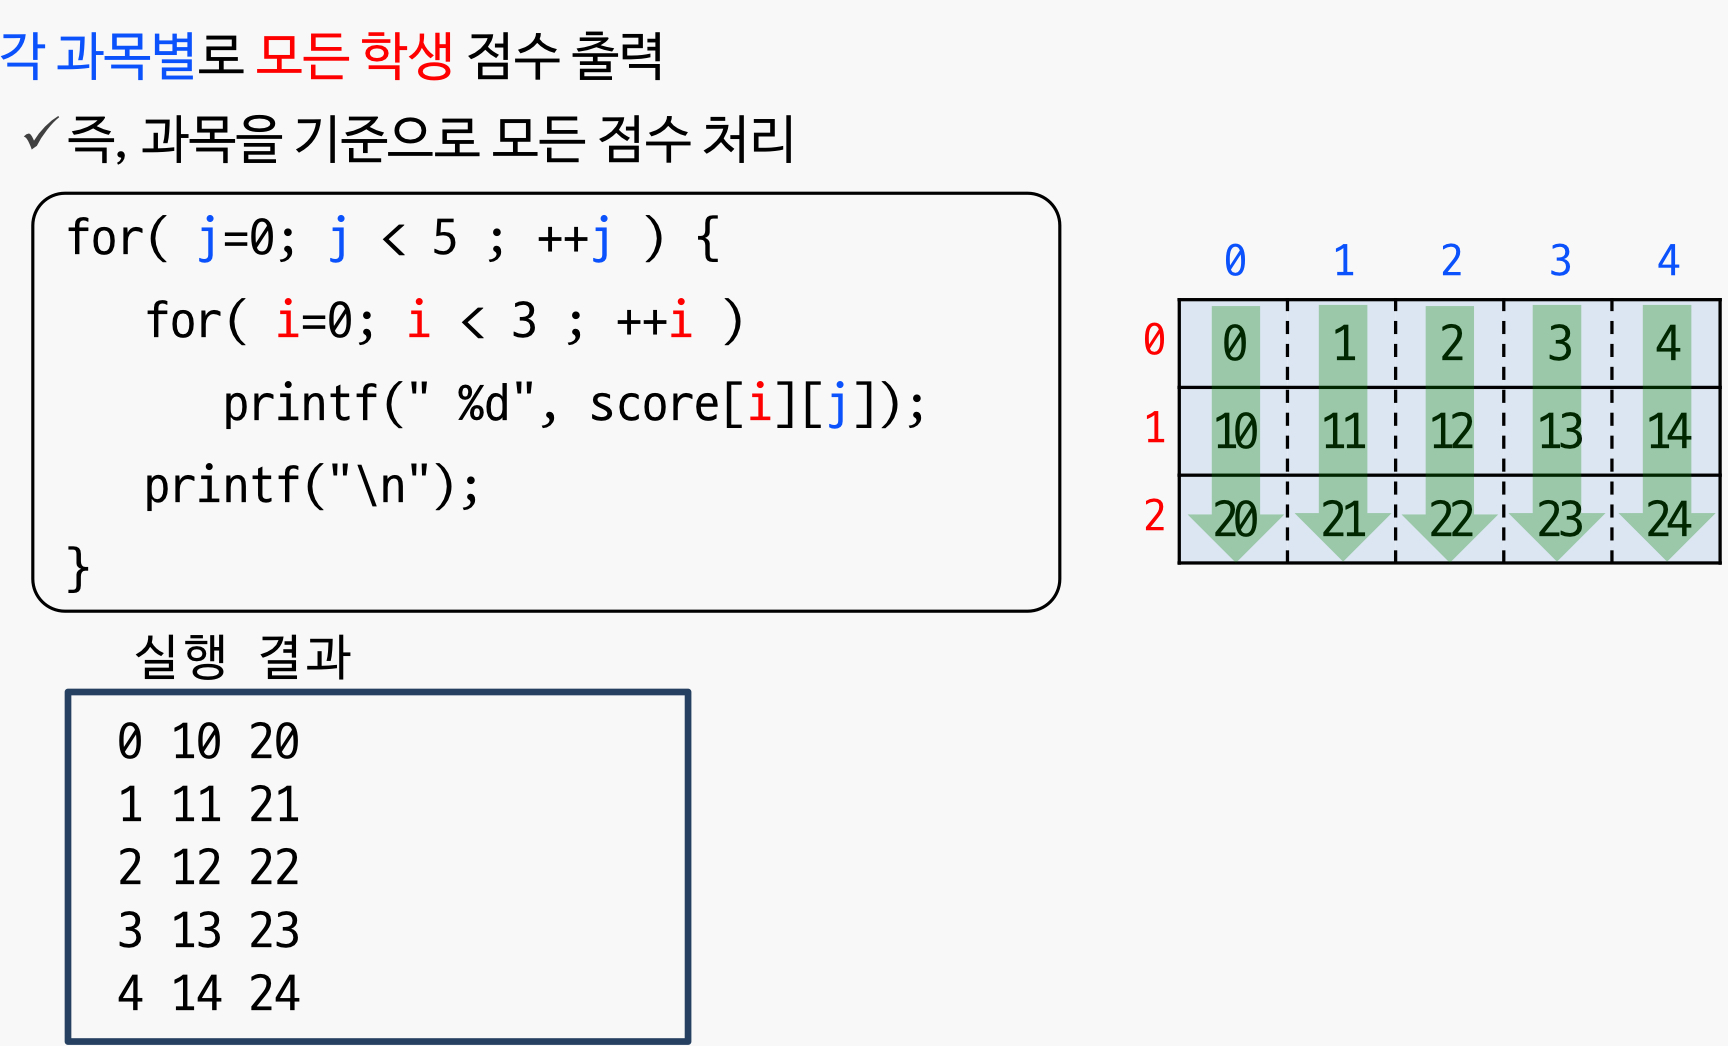 각 과목별로 모든 학생 점수 출력
✓ 즉, 과목을 기준으로 모든 점수 처리
for( j=0; j < 5 ; ++j ) {
for( i=0; i < 3 ; ++i )
printf(" %d", score[i][j]);
printf("\n");
}
0 1 2 3 4
0 0 1 2 3 4
1 10 11 12 13 14
2 20 21 22 23 24
실행 결과
0 10 20
1 11 21
2 12 22
3 13 23
4 14 24